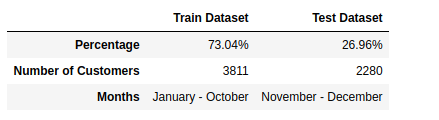 Train Dataset Test Dataset
Percentage 73.04% 26.96%
Number of Customers 3811 2280
Months January - October November - December